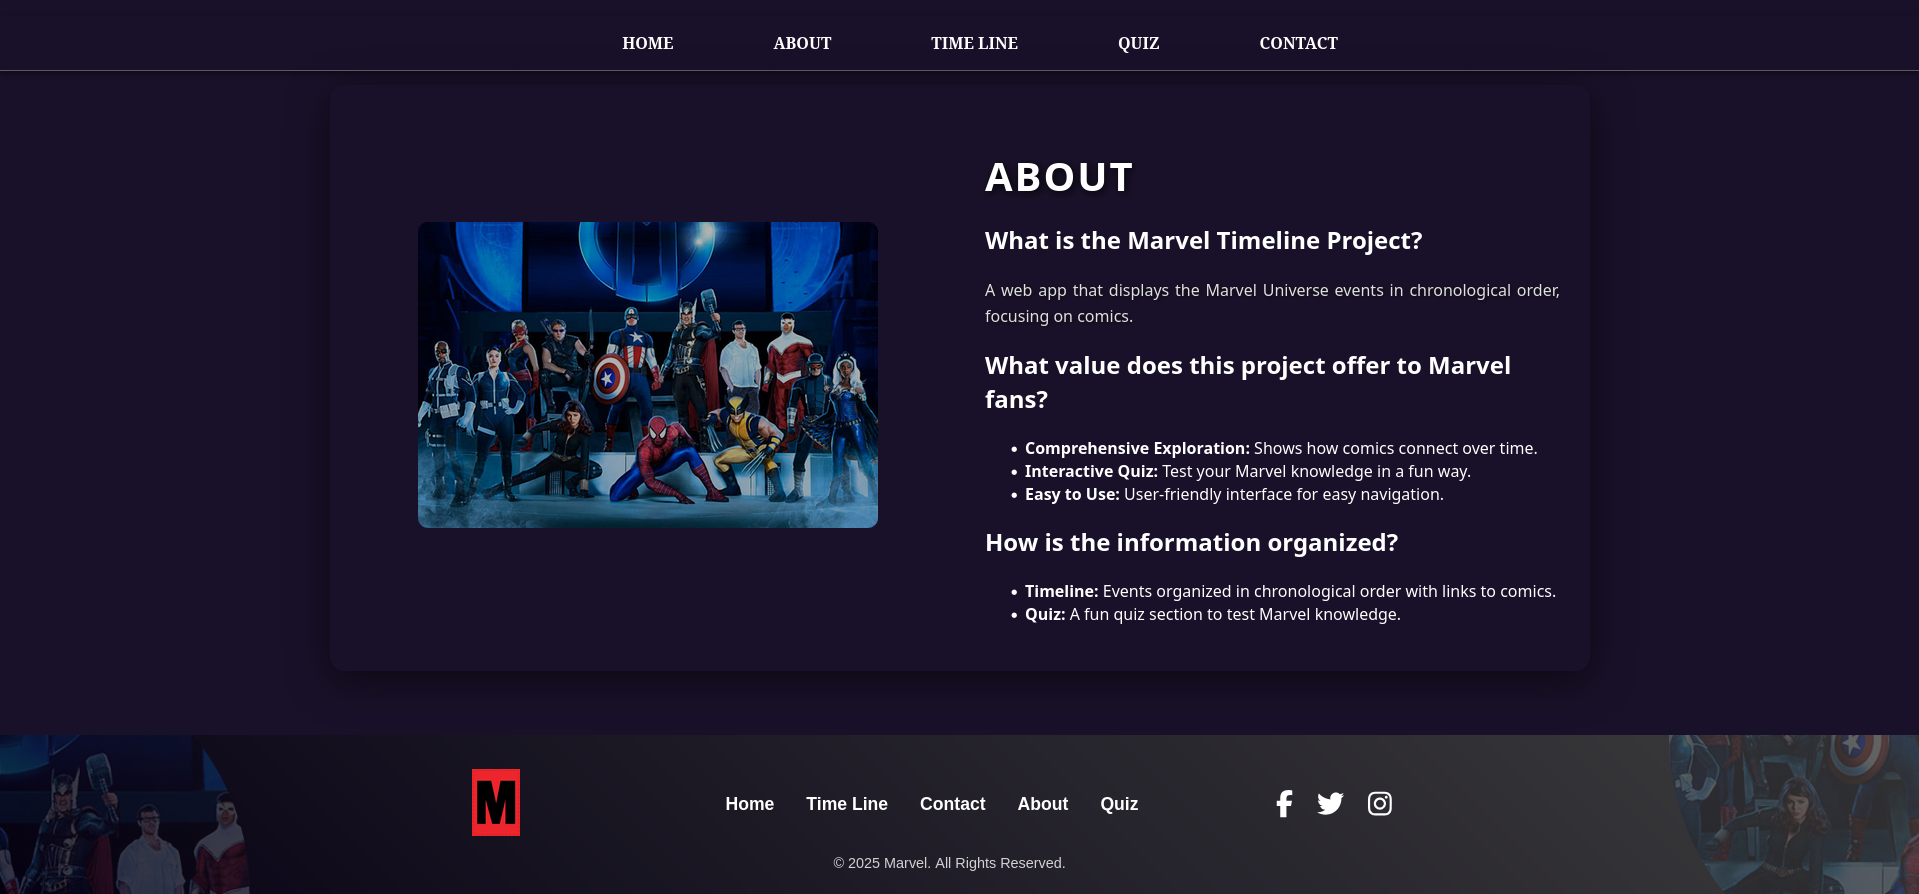 HOME ABOUT TIME LINE QUIZ CONTACT
ABOUT
What is the Marvel Timeline Project?
A web app that displays the Marvel Universe events in chronological order,
focusing on comics.
What value does this project offer to Marvel
fans?
• Comprehensive Exploration: Shows how comics connect over time.
• Interactive Quiz: Test your Marvel knowledge in a fun way.
• Easy to Use: User-friendly interface for easy navigation.
How is the information organized?
• Timeline: Events organized in chronological order with links to comics.
• Quiz: A fun quiz section to test Marvel knowledge.
M
Home Time Line Contact About Quiz
© 2025 Marvel. All Rights Reserved.